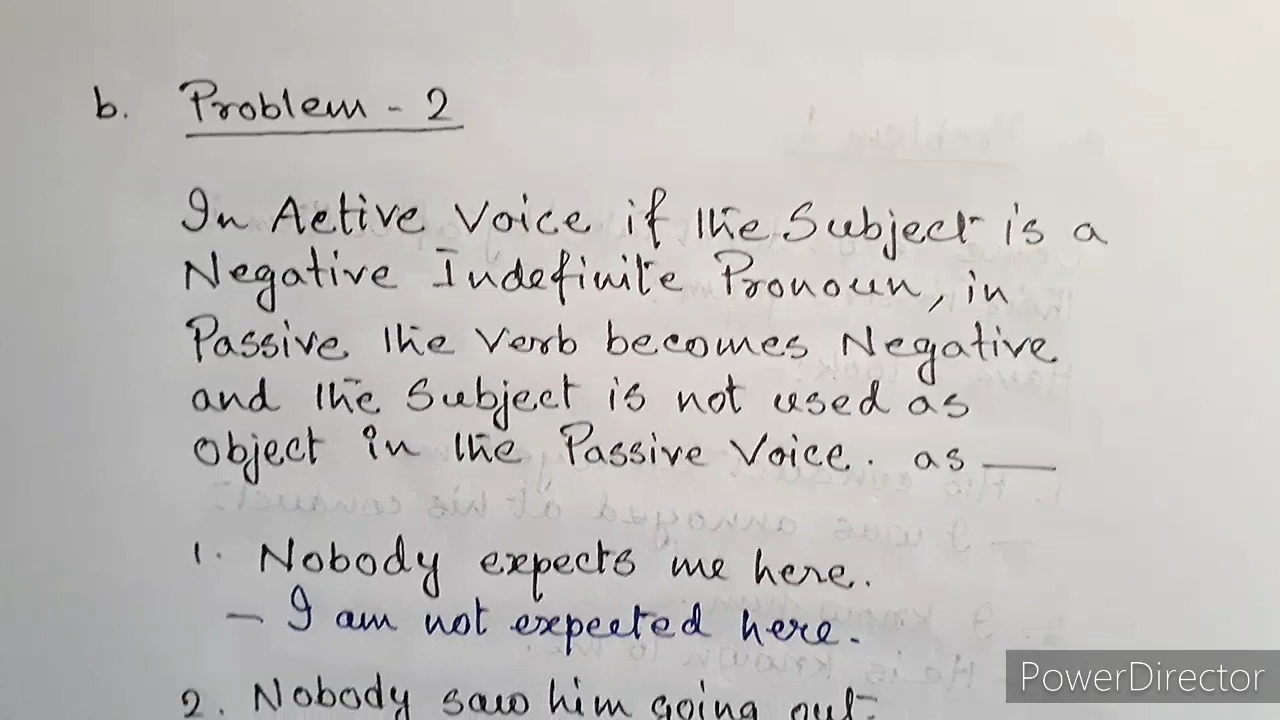 b. Problem - 2
In Active Voice if the Subject is a
Negative Indefinite Pronoun, in
Passive the Verb becomes Negative
and the Subject is not used as
Object in the Passive Voice. as —
1. Nobody expects me here.
— I am not expected here.
2. Nobody saw him going out.
PowerDirector